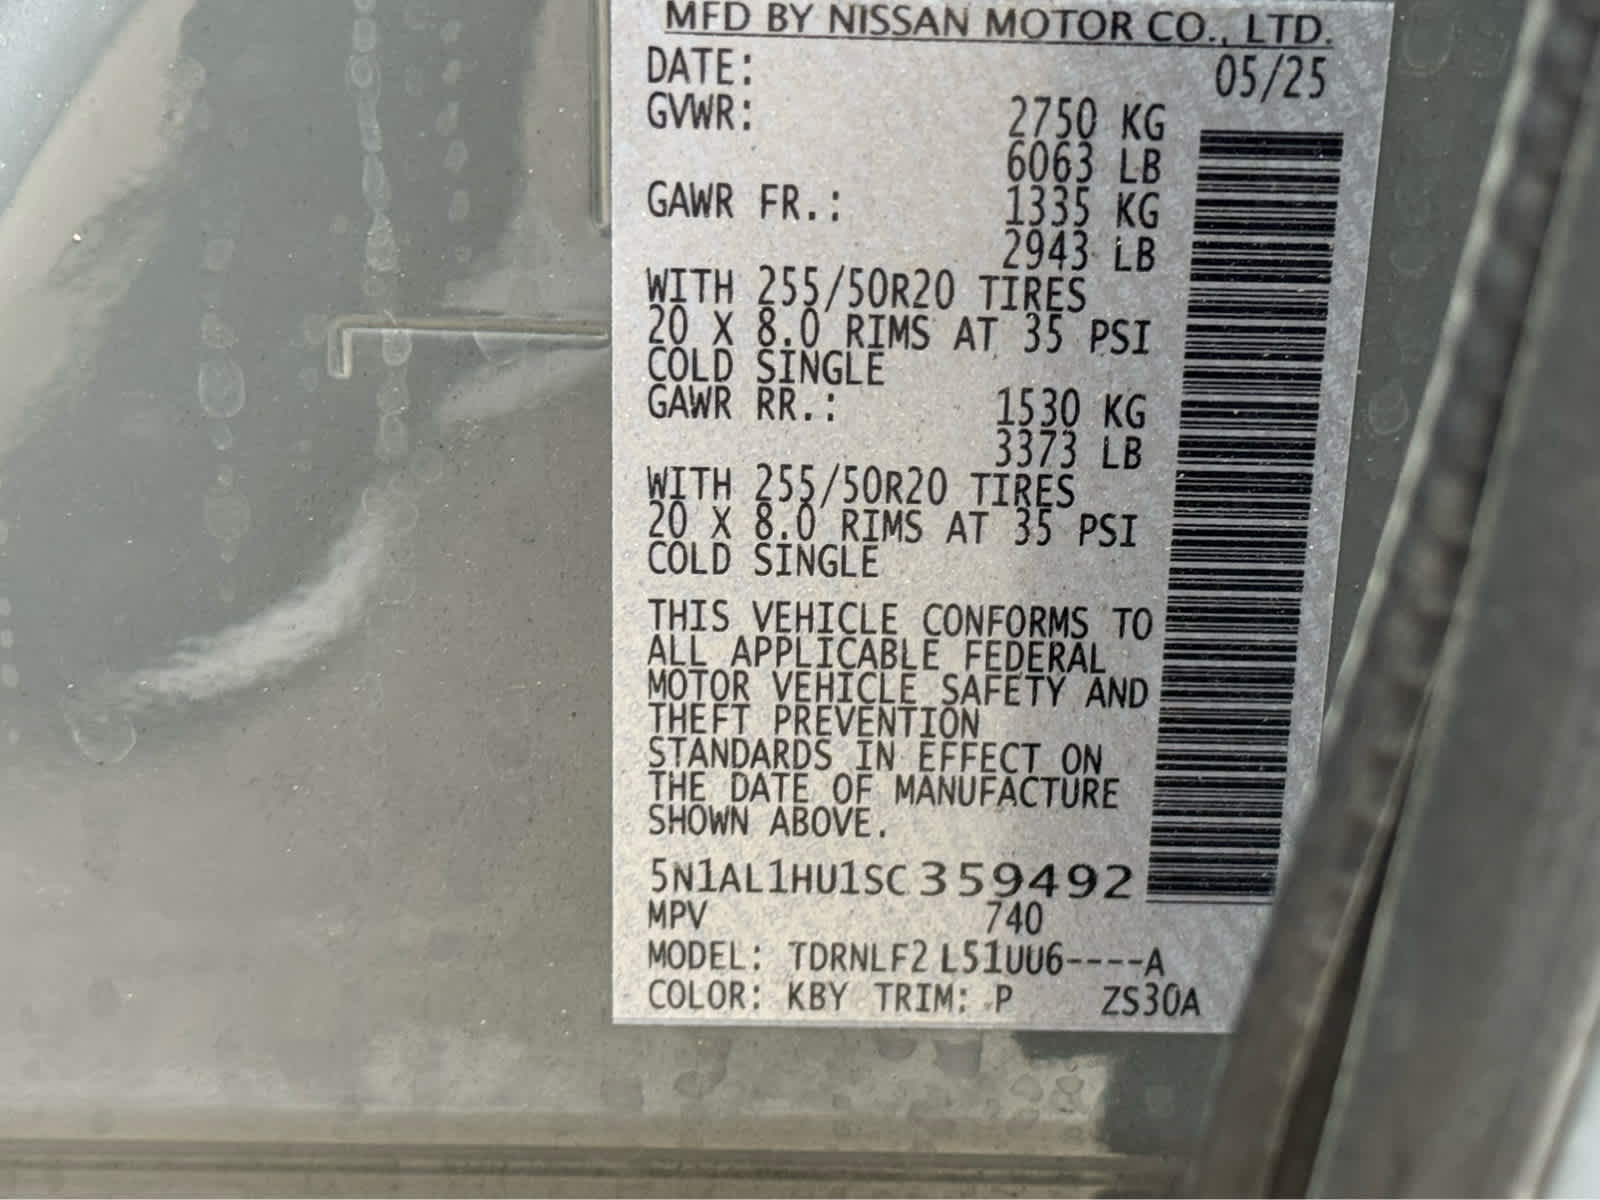 MFD BY NISSAN MOTOR CO., LTD.
DATE: 05/25
GVWR: 2750 KG
6063 LB
GAWR FR.: 1335 KG
2943 LB
WITH 255/50R20 TIRES
20 X 8.0 RIMS AT 35 PSI
COLD SINGLE
GAWR RR.: 1530 KG
3373 LB
WITH 255/50R20 TIRES
20 X 8.0 RIMS AT 35 PSI
COLD SINGLE
THIS VEHICLE CONFORMS TO
ALL APPLICABLE FEDERAL
MOTOR VEHICLE SAFETY AND
THEFT PREVENTION
STANDARDS IN EFFECT ON
THE DATE OF MANUFACTURE
SHOWN ABOVE.
5N1AL1HU1SC359492
MPV 740
MODEL: TDRNLF2 L51UU6----A
COLOR: KBY TRIM: P ZS30A